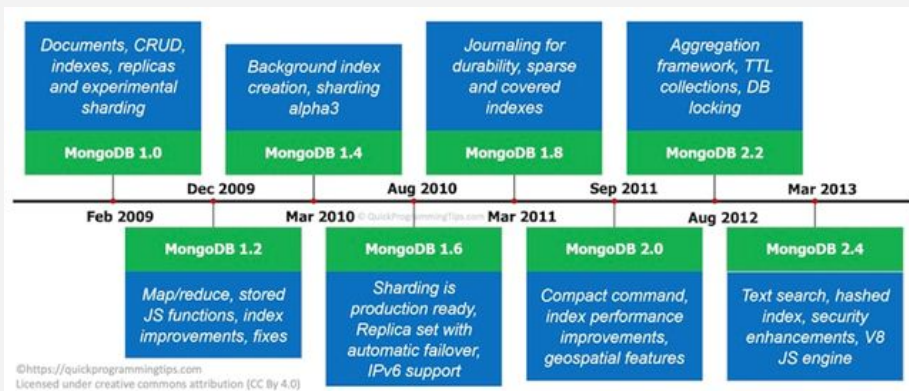 Documents, CRUD,
indexes, replicas
and experimental
sharding
MongoDB 1.0
Background index
creation, sharding
alpha3
MongoDB 1.4
Journaling for
durability, sparse
and covered
indexes
MongoDB 1.8
Aggregation
framework, TTL
collections, DB
locking
MongoDB 2.2
Dec 2009
Aug 2010
Sep 2011
Mar 2013
Feb 2009
Mar 2010
© QuickProgrammingTips.com
Mar 2011
Aug 2012
MongoDB 1.2
Map/reduce, stored
JS functions, index
improvements, fixes
MongoDB 1.6
Sharding is
production ready,
Replica set with
automatic failover,
IPv6 support
MongoDB 2.0
Compact command,
index performance
improvements,
geospatial features
MongoDB 2.4
Text search, hashed
index, security
enhancements, V8
JS engine
©https://quickprogrammingtips.com
Licensed under creative commons attribution (CC By 4.0)